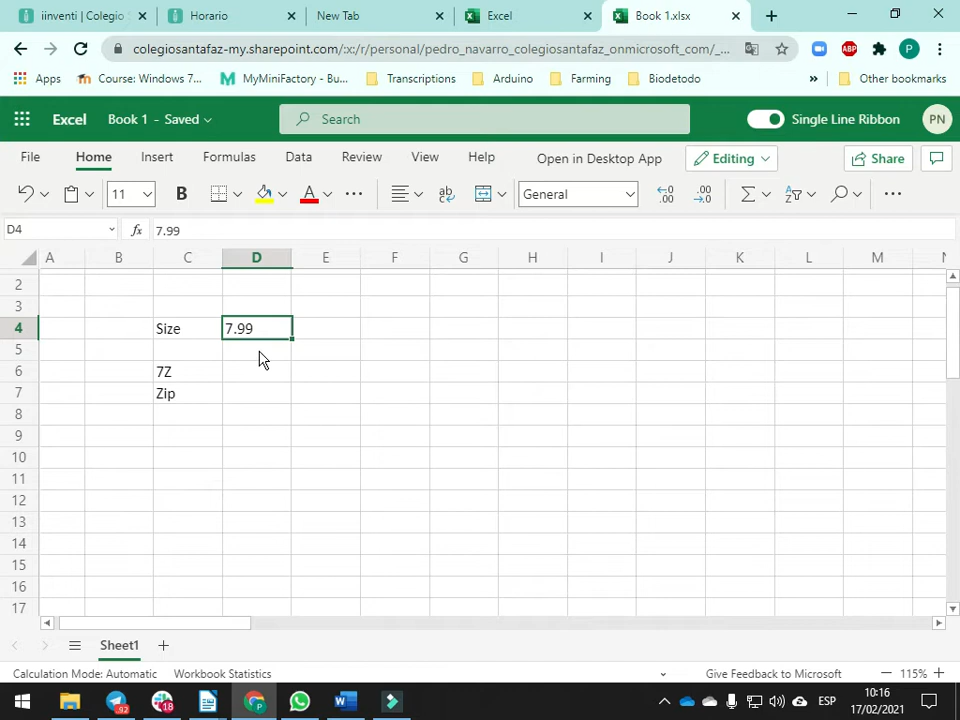 iinventi | Colegio
Horario
New Tab
Excel
Book 1.xlsx
colegiosantafaz-my.sharepoint.com/:x:/r/personal/pedro_navarro_colegiosantafaz_onmicrosoft_com/_...
P
Apps
Course: Windows 7...
MyMiniFactory - Bu...
Transcriptions
Arduino
Farming
Biodetodo
»
Other bookmarks
Excel
Book 1 - Saved
Search
Single Line Ribbon
PN
File
Home
Insert
Formulas
Data
Review
View
Help
Open in Desktop App
Editing
Share
11
B
A
ab
General
D4
fx
7.99
A B C D E F G H I J K L M N
2
3
4 Size 7.99
5
6 7Z
7 Zip
8
9
10
11
12
13
14
15
16
17
Sheet1
Calculation Mode: Automatic
Workbook Statistics
Give Feedback to Microsoft
115%
92
18
ESP
10:16
17/02/2021